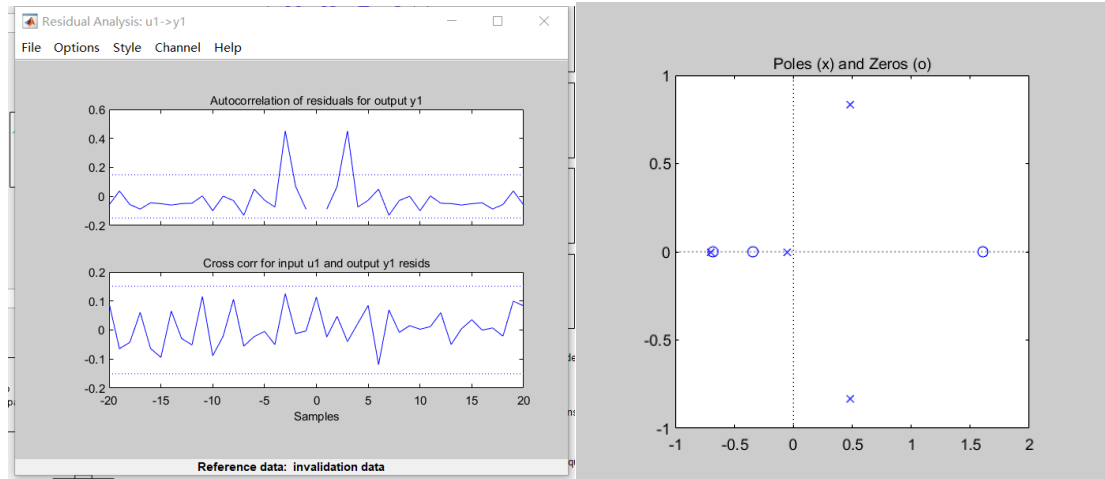 Residual Analysis: u1->y1
File Options Style Channel Help
Autocorrelation of residuals for output y1
0.6
0.4
0.2
0
-0.2
Cross corr for input u1 and output y1 resids
0.2
0.1
0
-0.1
-0.2
-20 -15 -10 -5 0 5 10 15 20
Samples
Reference data: invalidation data
Poles (x) and Zeros (o)
1
0.5
0
-0.5
-1
-1 -0.5 0 0.5 1 1.5 2